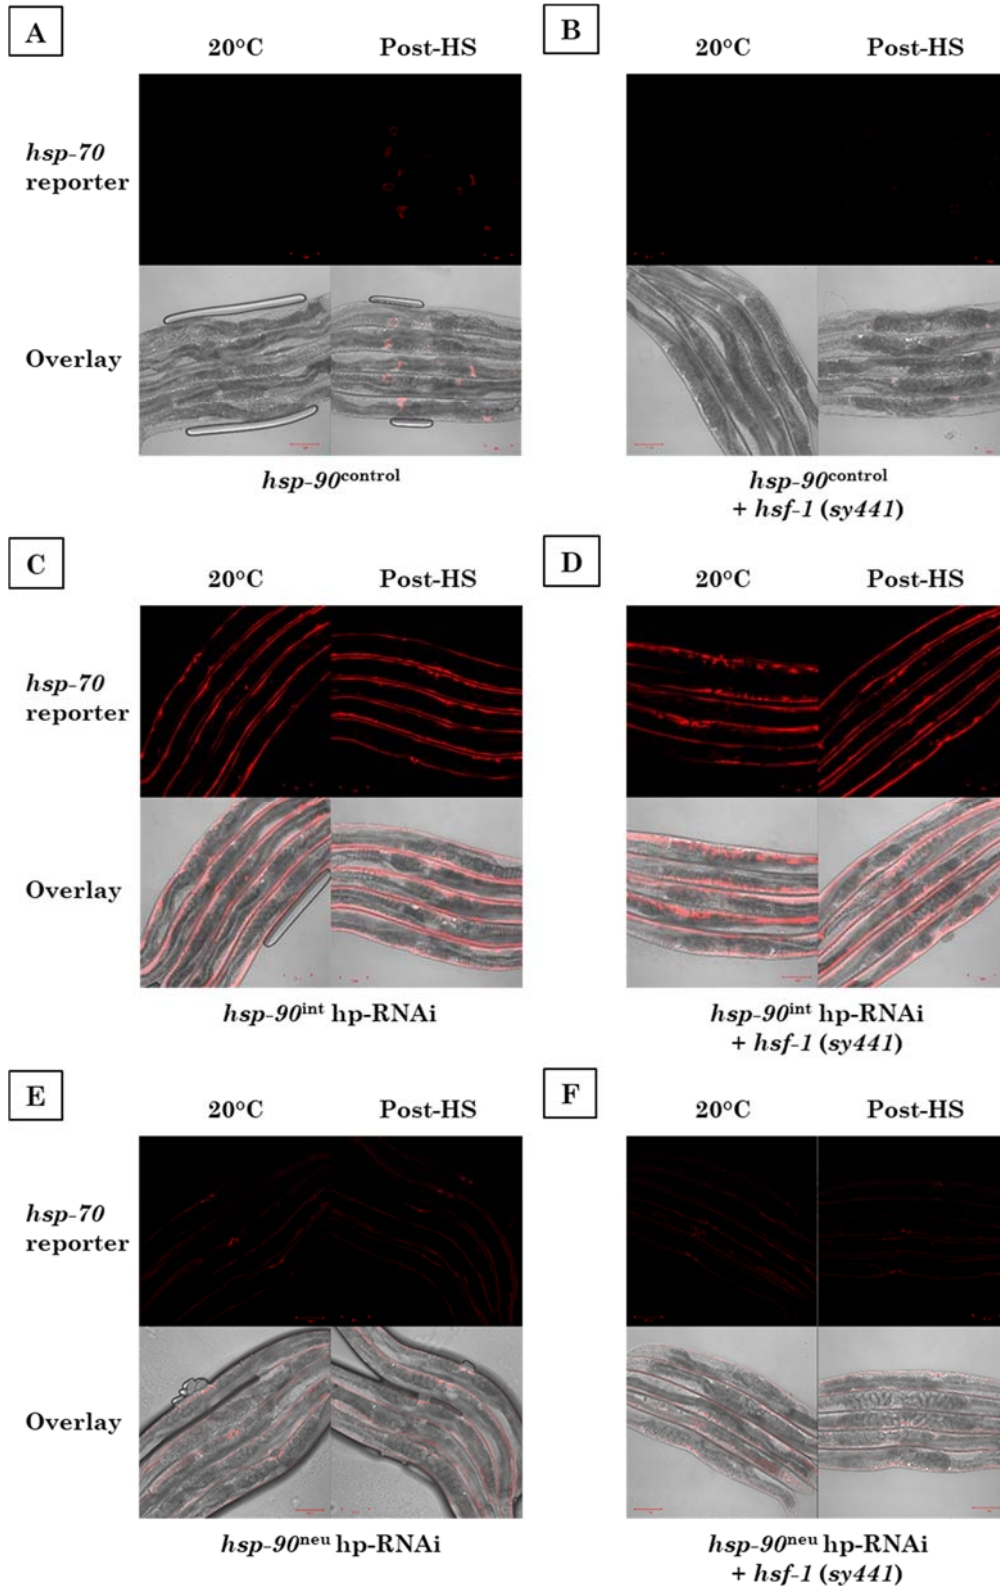 A
B
20°C Post-HS
20°C Post-HS
hsp-70
reporter
Overlay
hsp-90control
hsp-90control
+ hsf-1 (sy441)
C
D
20°C Post-HS
20°C Post-HS
hsp-70
reporter
Overlay
hsp-90int hp-RNAi
hsp-90int hp-RNAi
+ hsf-1 (sy441)
E
F
20°C Post-HS
20°C Post-HS
hsp-70
reporter
Overlay
hsp-90neu hp-RNAi
hsp-90neu hp-RNAi
+ hsf-1 (sy441)